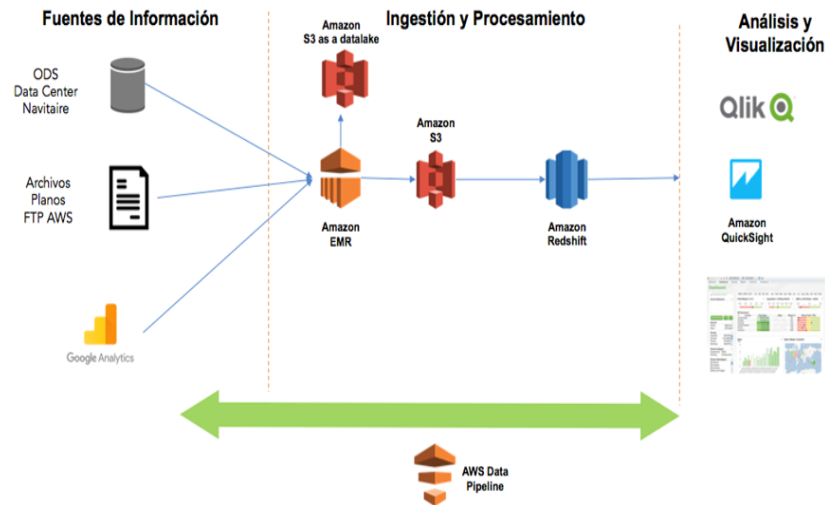 Fuentes de Información
Ingestión y Procesamiento
Análisis y
Visualización
ODS
Data Center
Navitaire
Archivos
Planos
FTP AWS
Google Analytics
Amazon
S3 as a datalake
Amazon
EMR
Amazon
S3
Amazon
Redshift
Qlik
Amazon
QuickSight
AWS Data
Pipeline